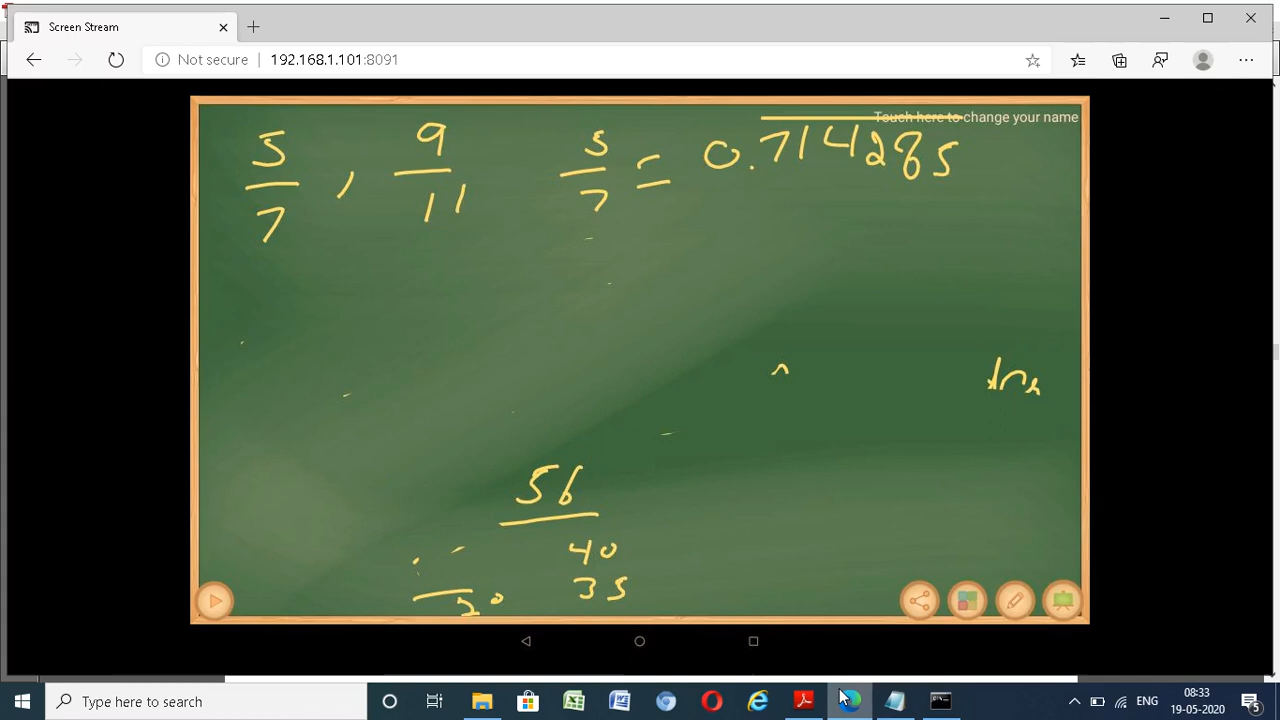 Screen Stream
Not secure 192.168.1.101:8091
Touch here to change your name
5/7 , 9/11 5/7 = 0.714285
56
40
35
Type here to search
ENG
08:33
19-05-2020
5